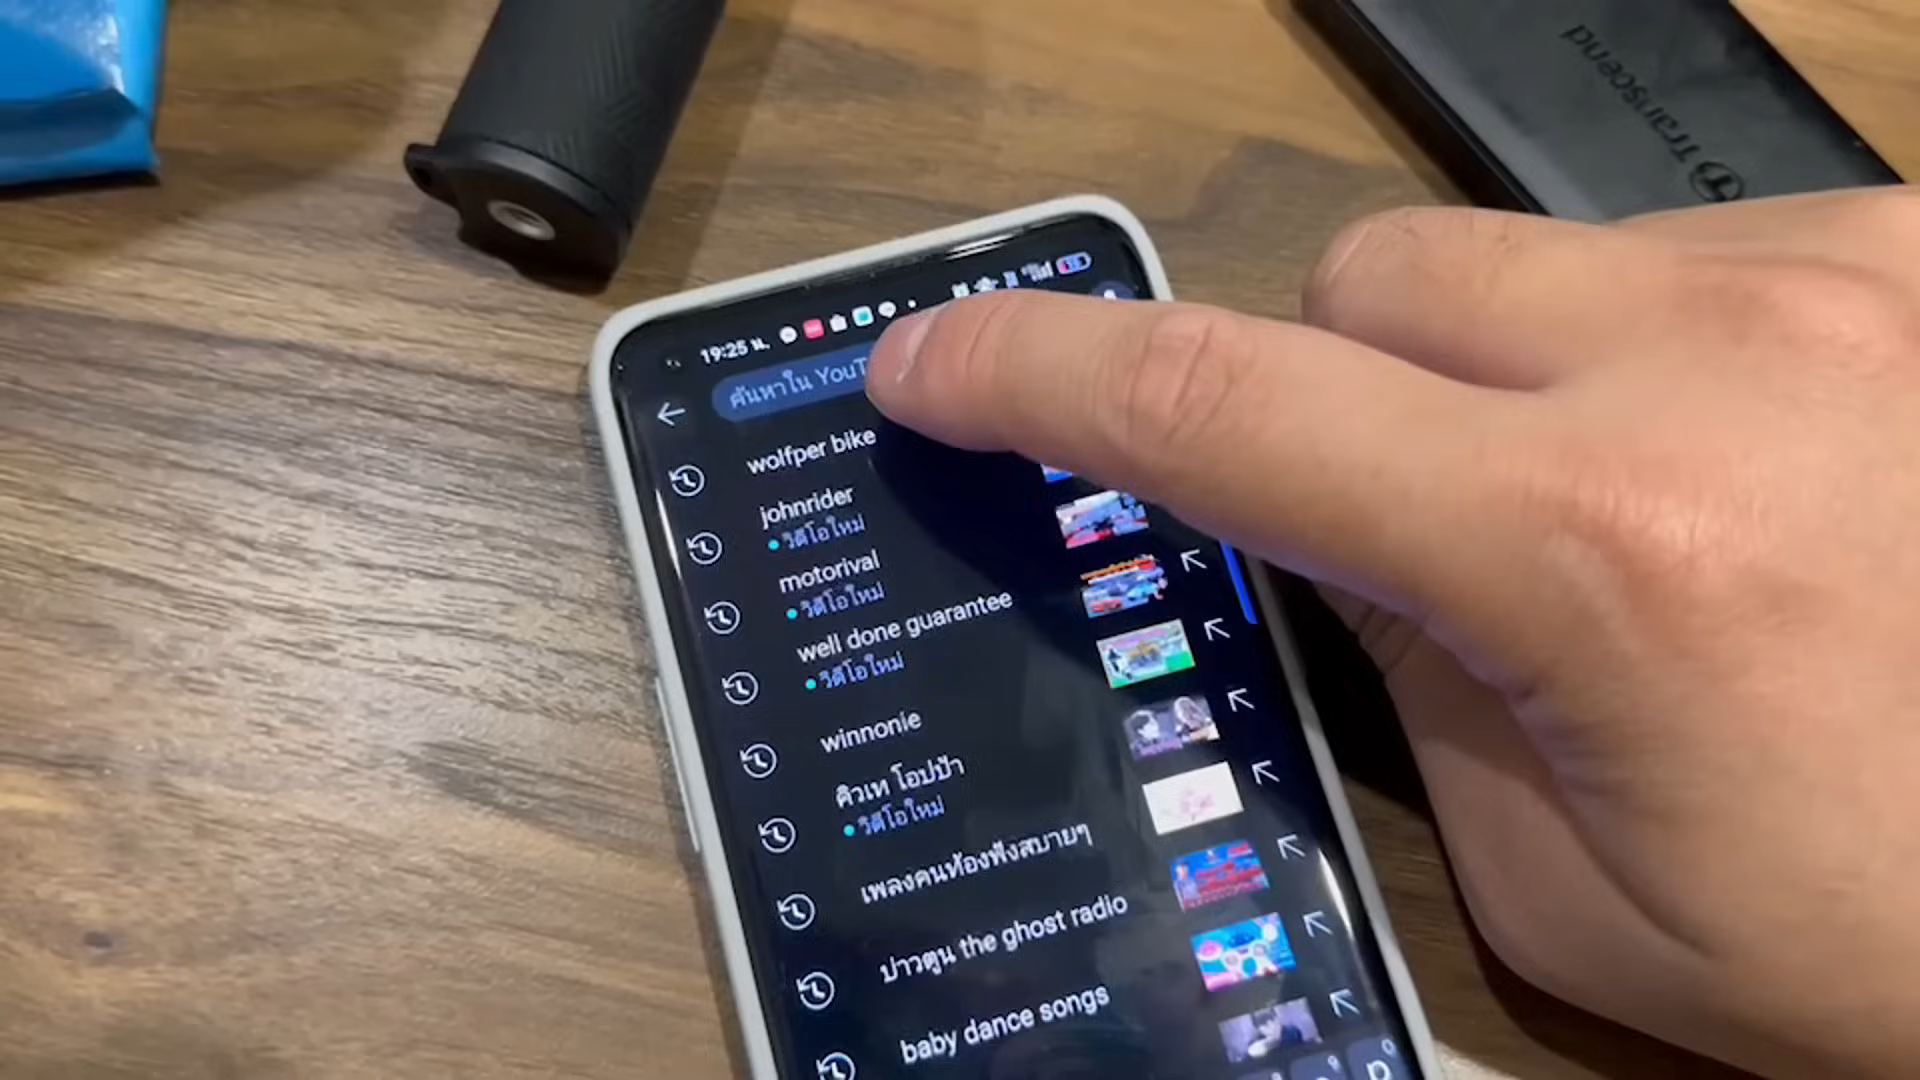 Transcend
19:25 น.
ค้นหาใน YouT
wolfper bike
johnrider
วิดีโอใหม่
motorival
วิดีโอใหม่
well done guarantee
วิดีโอใหม่
winnonie
คิวเท โอปป้า
วิดีโอใหม่
เพลงคนท้องฟังสบายๆ
ปาวตูน the ghost radio
baby dance songs
p